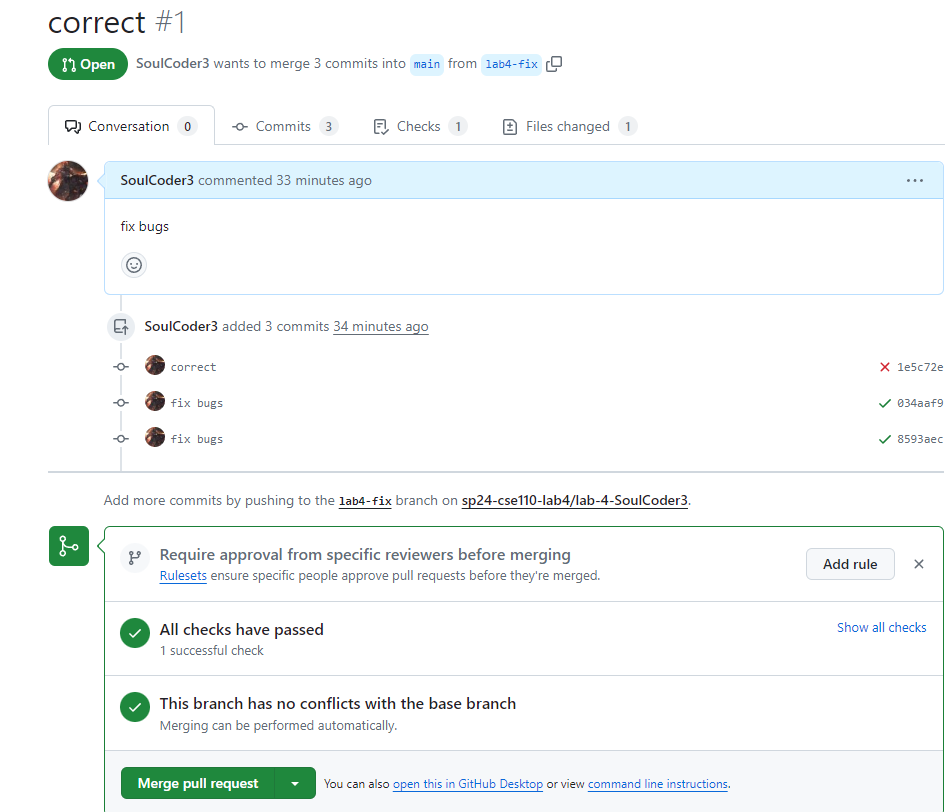 correct #1
Open SoulCoder3 wants to merge 3 commits into main from lab4-fix
Conversation 0 Commits 3 Checks 1 Files changed 1
SoulCoder3 commented 33 minutes ago
fix bugs
SoulCoder3 added 3 commits 34 minutes ago
correct 1e5c72e
fix bugs 034aaf9
fix bugs 8593aec
Add more commits by pushing to the lab4-fix branch on sp24-cse110-lab4/lab-4-SoulCoder3.
Require approval from specific reviewers before merging
Rulesets ensure specific people approve pull requests before they're merged.
Add rule
All checks have passed
1 successful check
Show all checks
This branch has no conflicts with the base branch
Merging can be performed automatically.
Merge pull request You can also open this in GitHub Desktop or view command line instructions.